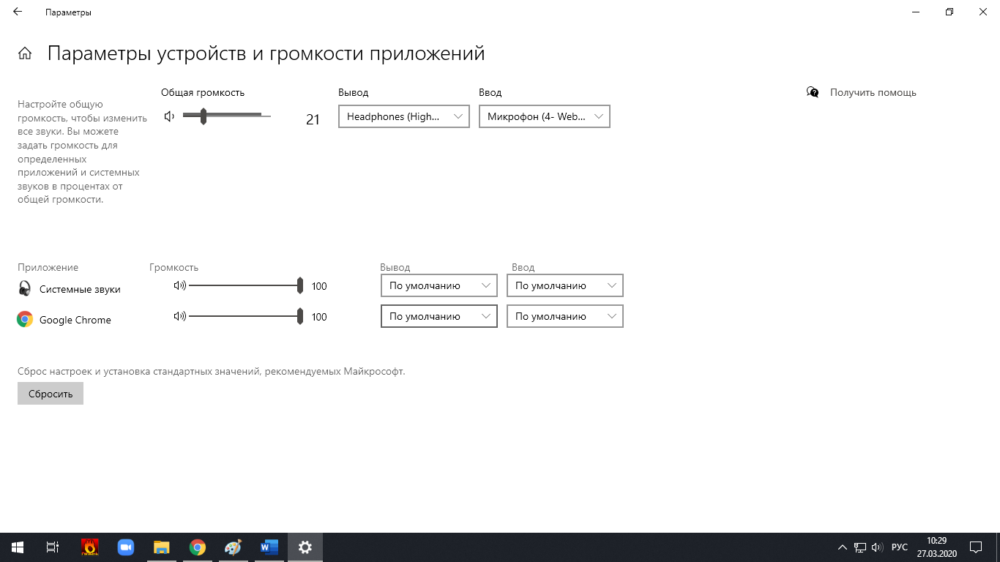 Параметры
Параметры устройств и громкости приложений
Общая громкость
Вывод
Ввод
Получить помощь
Настройте общую
громкость, чтобы изменить
все звуки. Вы можете
задать громкость для
определенных
приложений и системных
звуков в процентах от
общей громкости.
21
Headphones (High...
Микрофон (4- Web...
Приложение
Громкость
Вывод
Ввод
Системные звуки
100
По умолчанию
По умолчанию
Google Chrome
100
По умолчанию
По умолчанию
Сброс настроек и установка стандартных значений, рекомендуемых Майкрософт.
Сбросить
РУС
10:29
27.03.2020